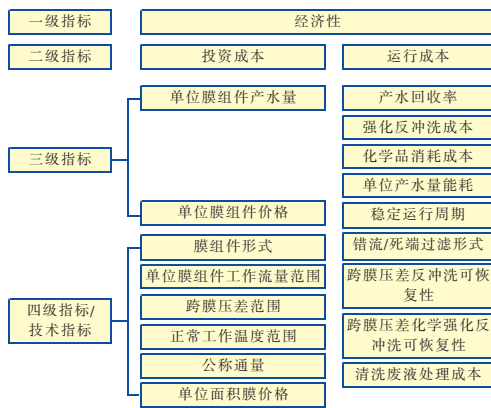 一级指标
经济性
二级指标
投资成本
运行成本
三级指标
单位膜组件产水量
单位膜组件价格
产水回收率
强化反冲洗成本
化学品消耗成本
单位产水量能耗
稳定运行周期
四级指标/
技术指标
膜组件形式
单位膜组件工作流量范围
跨膜压差范围
正常工作温度范围
公称通量
单位面积膜价格
错流/死端过滤形式
跨膜压差反冲洗可恢
复性
跨膜压差化学强化反
冲洗可恢复性
清洗废液处理成本